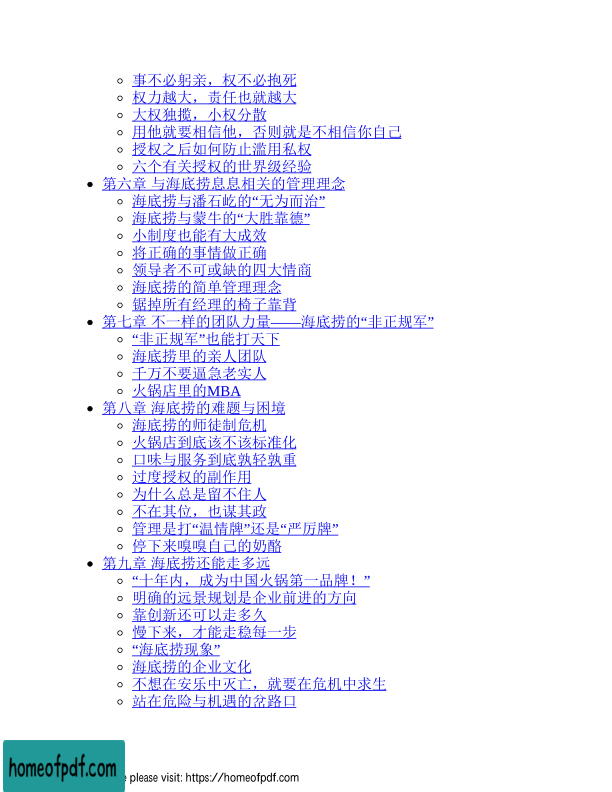 事不必躬亲，权不必抱死
权力越大，责任也就越大
大权独揽，小权分散
用他就要相信他，否则就是不相信你自己
授权之后如何防止滥用私权
六个有关授权的世界级经验
第六章 与海底捞息息相关的管理理念
海底捞与潘石屹的“无为而治”
海底捞与蒙牛的“大胜靠德”
小制度也能有大成效
将正确的事情做正确
领导者不可或缺的四大情商
海底捞的简单管理理念
锯掉所有经理的椅子靠背
第七章 不一样的团队力量——海底捞的“非正规军”
“非正规军”也能打天下
海底捞里的亲人团队
千万不要逼急老实人
火锅店里的MBA
第八章 海底捞的难题与困境
海底捞的师徒制危机
火锅店到底该不该标准化
口味与服务到底孰轻孰重
过度授权的副作用
为什么总是留不住人
不在其位，也谋其政
管理是打“温情牌”还是“严厉牌”
停下来嗅嗅自己的奶酪
第九章 海底捞还能走多远
“十年内，成为中国火锅第一品牌！”
明确的远景规划是企业前进的方向
靠创新还可以走多久
慢下来，才能走稳每一步
“海底捞现象”
海底捞的企业文化
不想在安乐中灭亡，就要在危机中求生
站在危险与机遇的岔路口
homeofpdf.com
please visit: https://homeofpdf.com